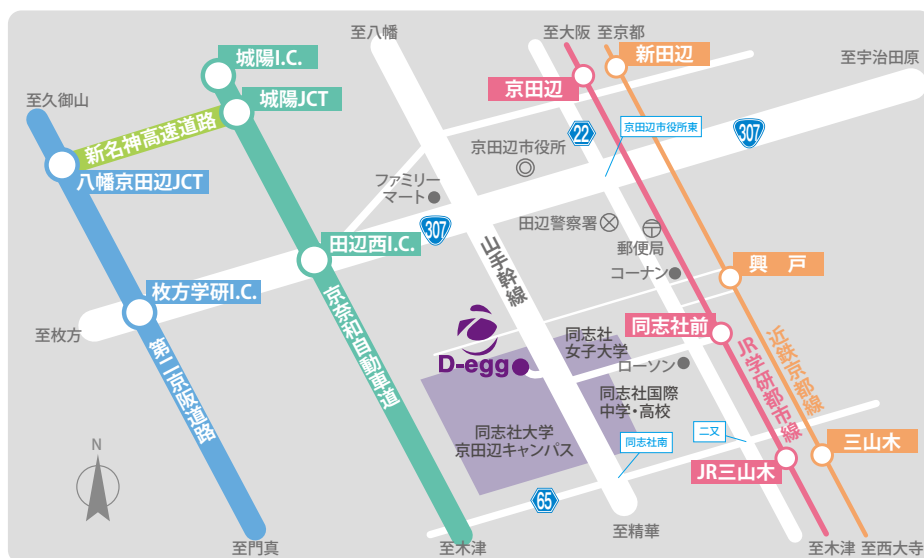 至八幡
至大阪
至京都
城陽I.C.
新田辺
至宇治田原
京田辺
城陽JCT
至久御山
新名神高速道路
22
京田辺市役所東
307
京田辺市役所
八幡京田辺JCT
ファミリー
マート
307
田辺警察署
郵便局
田辺西I.C.
山手幹線
コーナン
興 戸
枚方学研I.C.
至枚方
京奈和自動車道
同志社
女子大学
同志社前
近鉄京都線
JR学研都市線
第二京阪道路
D-egg
ローソン
同志社国際
中学・高校
同志社大学
京田辺キャンパス
同志社南
二又
三山木
JR三山木
N
65
至精華
至門真
至木津
至木津
至西大寺